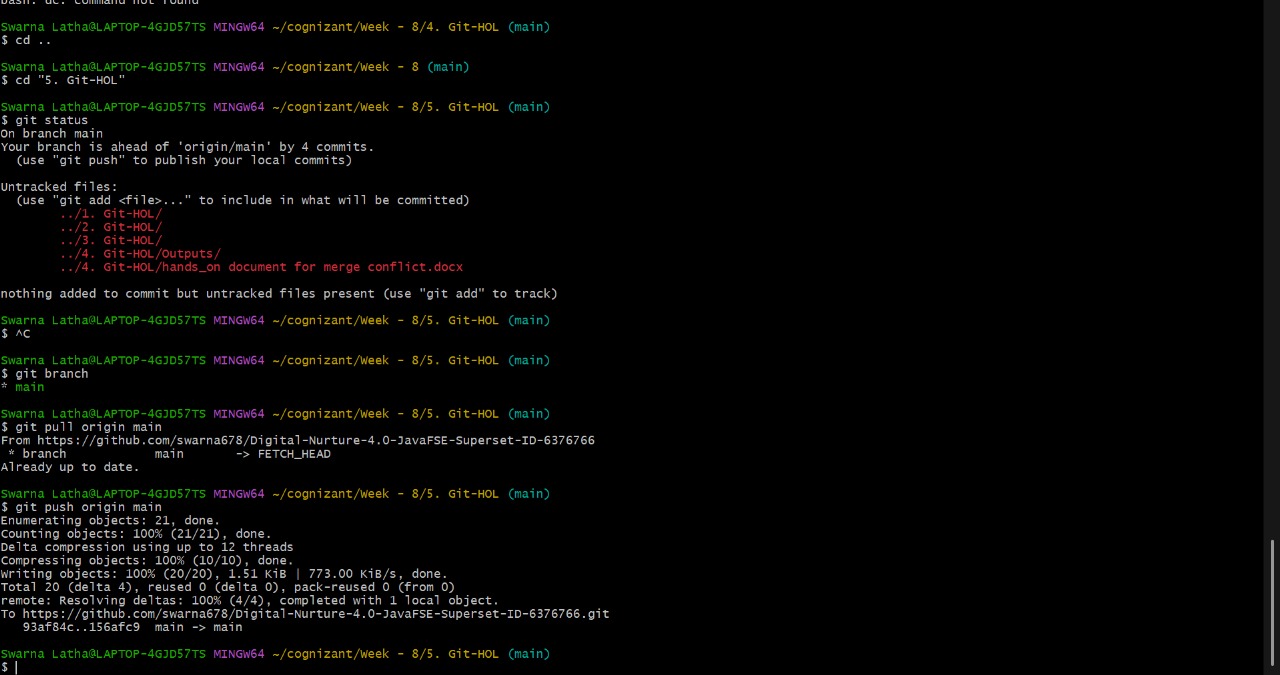 bash: dc: command not found
Swarna Latha@LAPTOP-4GJD57TS MINGW64 ~/cognizant/Week - 8/4. Git-HOL (main)
$ cd ..
Swarna Latha@LAPTOP-4GJD57TS MINGW64 ~/cognizant/Week - 8 (main)
$ cd "5. Git-HOL"
Swarna Latha@LAPTOP-4GJD57TS MINGW64 ~/cognizant/Week - 8/5. Git-HOL (main)
$ git status
On branch main
Your branch is ahead of 'origin/main' by 4 commits.
  (use "git push" to publish your local commits)
Untracked files:
  (use "git add <file>..." to include in what will be committed)
        ../1. Git-HOL/
        ../2. Git-HOL/
        ../3. Git-HOL/
        ../4. Git-HOL/Outputs/
        ../4. Git-HOL/hands_on document for merge conflict.docx
nothing added to commit but untracked files present (use "git add" to track)
Swarna Latha@LAPTOP-4GJD57TS MINGW64 ~/cognizant/Week - 8/5. Git-HOL (main)
$ ^C
Swarna Latha@LAPTOP-4GJD57TS MINGW64 ~/cognizant/Week - 8/5. Git-HOL (main)
$ git branch
* main
Swarna Latha@LAPTOP-4GJD57TS MINGW64 ~/cognizant/Week - 8/5. Git-HOL (main)
$ git pull origin main
From https://github.com/swarna678/Digital-Nurture-4.0-JavaFSE-Superset-ID-6376766
 * branch            main       -> FETCH_HEAD
Already up to date.
Swarna Latha@LAPTOP-4GJD57TS MINGW64 ~/cognizant/Week - 8/5. Git-HOL (main)
$ git push origin main
Enumerating objects: 21, done.
Counting objects: 100% (21/21), done.
Delta compression using up to 12 threads
Compressing objects: 100% (10/10), done.
Writing objects: 100% (20/20), 1.51 KiB | 773.00 KiB/s, done.
Total 20 (delta 4), reused 0 (delta 0), pack-reused 0 (from 0)
remote: Resolving deltas: 100% (4/4), completed with 1 local object.
To https://github.com/swarna678/Digital-Nurture-4.0-JavaFSE-Superset-ID-6376766.git
   93af84c..156afc9  main -> main
Swarna Latha@LAPTOP-4GJD57TS MINGW64 ~/cognizant/Week - 8/5. Git-HOL (main)
$